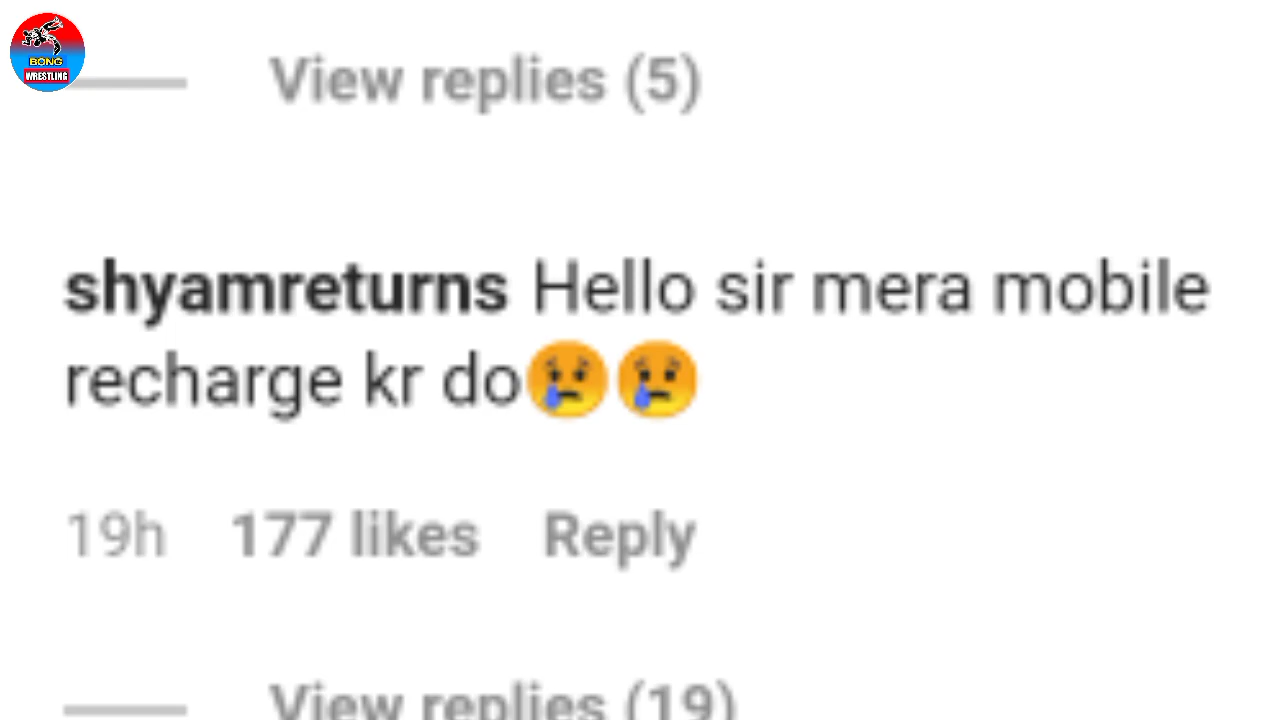 BONG
WRESTLING
View replies (5)
shyamreturns Hello sir mera mobile
recharge kr do😢😢
19h 177 likes Reply
View replies (19)